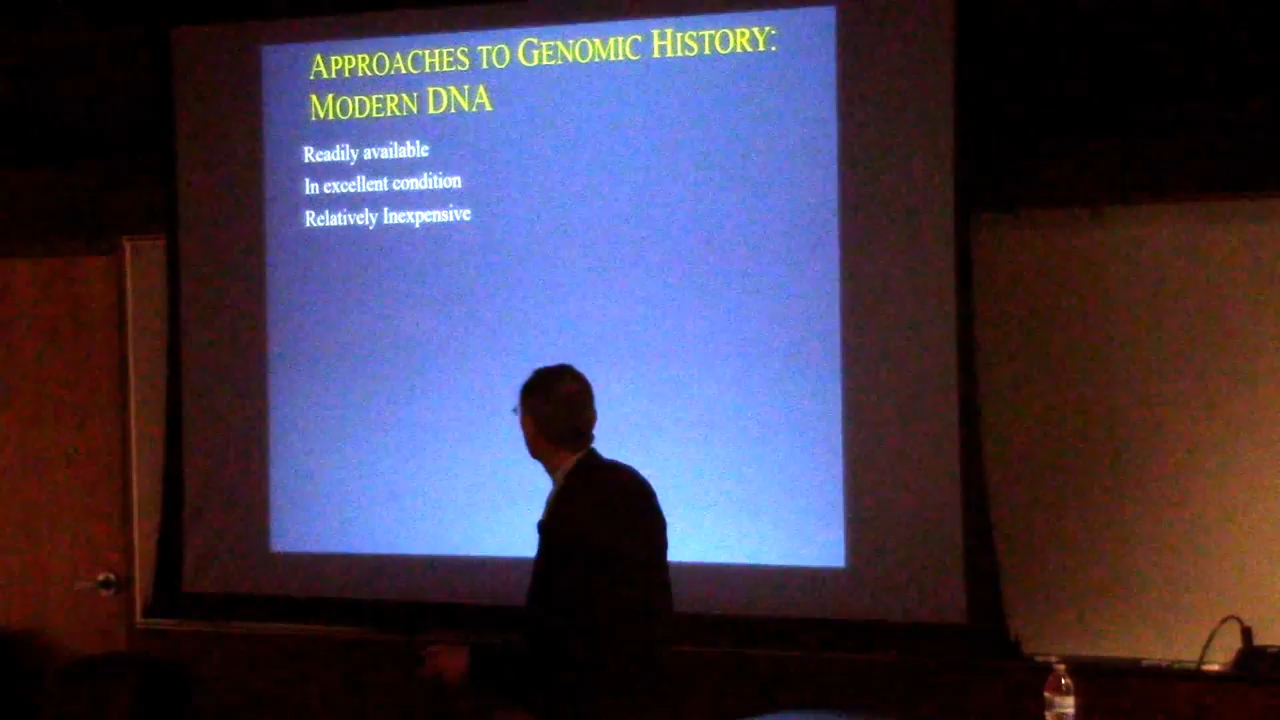 APPROACHES TO GENOMIC HISTORY:
MODERN DNA
Readily available
In excellent condition
Relatively Inexpensive